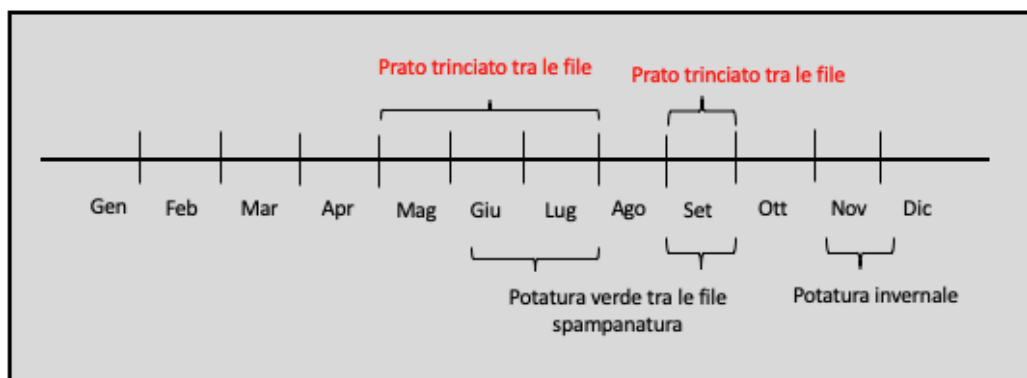 Prato trinciato tra le file
Prato trinciato tra le file
Gen Feb Mar Apr Mag Giu Lug Ago Set Ott Nov Dic
Potatura verde tra le file
spampanatura
Potatura invernale